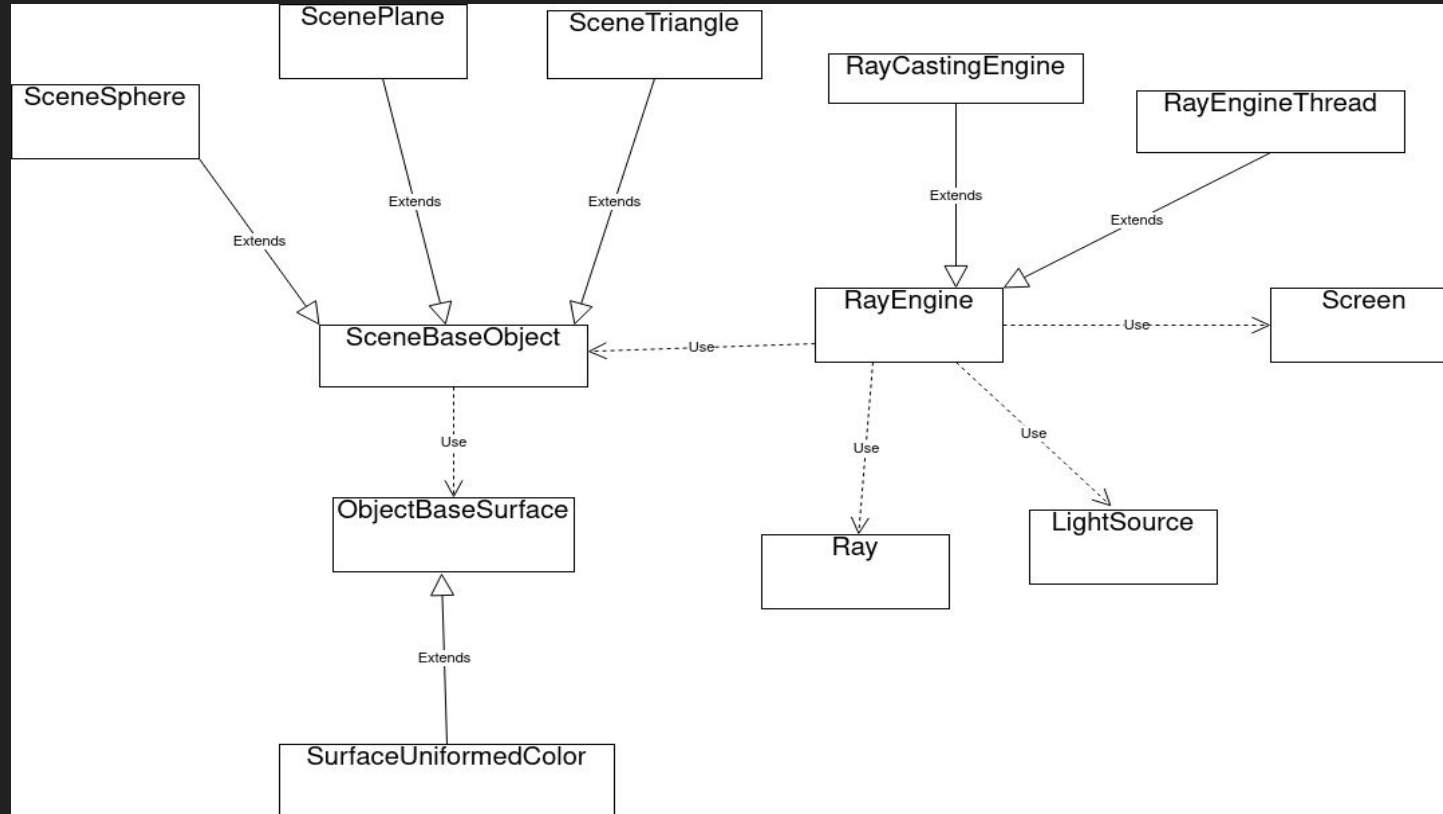 ScenePlane
SceneTriangle
SceneSphere
RayCastingEngine
RayEngineThread
Extends
Extends
Extends
Extends
Extends
SceneBaseObject
RayEngine
Screen
Use
Use
Use
Use
Use
ObjectBaseSurface
Ray
LightSource
Extends
SurfaceUniformedColor